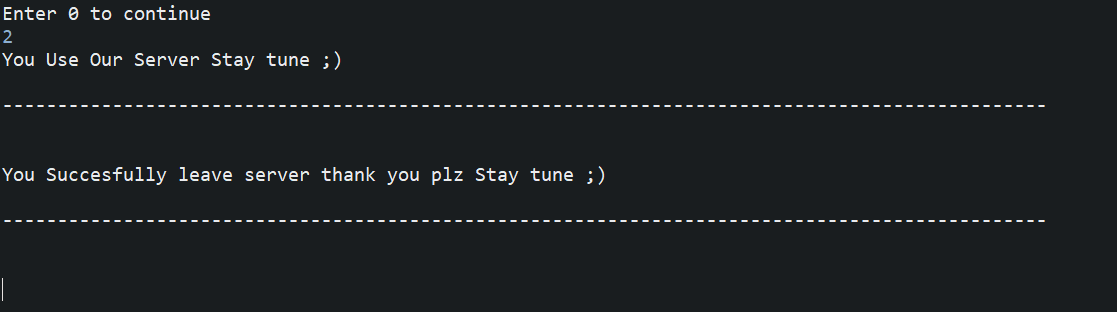 Enter 0 to continue
2
You Use Our Server Stay tune ;)
-----------------------------------------------------------------------------------------------
You Succesfully leave server thank you plz Stay tune ;)
-----------------------------------------------------------------------------------------------